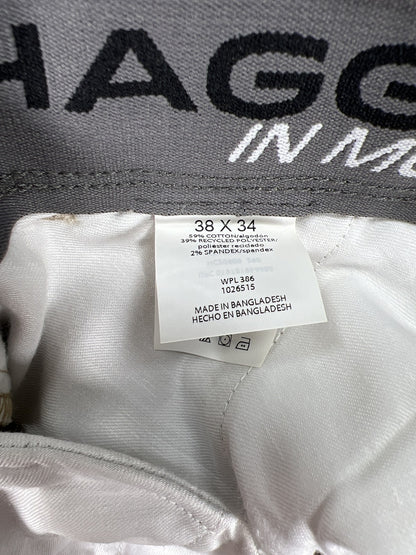 HAGG
IN M
38 X 34
59% COTTON/algodón
39% RECYCLED POLYESTER/
poliéster reciclado
2% SPANDEX/spandex
WPL 386
1026515
MADE IN BANGLADESH
HECHO EN BANGLADESH